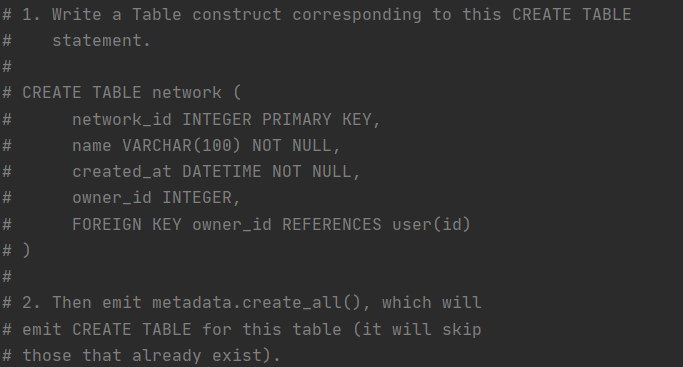 # 1. Write a Table construct corresponding to this CREATE TABLE
#    statement.
#
# CREATE TABLE network (
#      network_id INTEGER PRIMARY KEY,
#      name VARCHAR(100) NOT NULL,
#      created_at DATETIME NOT NULL,
#      owner_id INTEGER,
#      FOREIGN KEY owner_id REFERENCES user(id)
# )
#
# 2. Then emit metadata.create_all(), which will
# emit CREATE TABLE for this table (it will skip
# those that already exist).